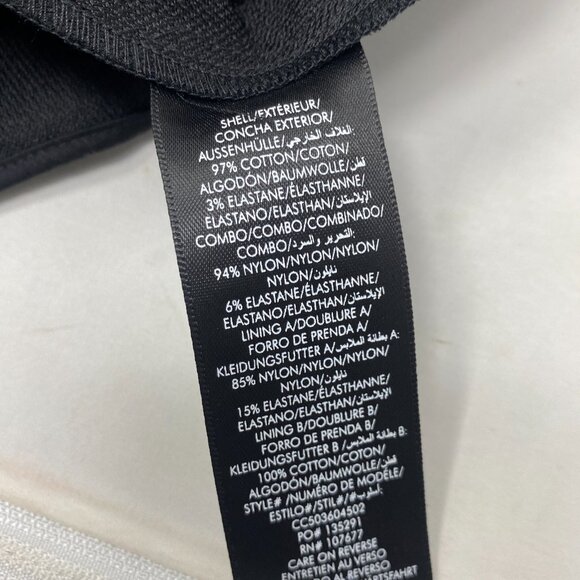 SHELL/EXTÉRIEUR/
CONCHA EXTERIOR/
AUSSENHÜLLE/الغلاف الخارجي:
97% COTTON/COTON/
ALGODÓN/BAUMWOLLE/قطن
3% ELASTANE/ÉLASTHANNE/
ELASTANO/ELASTHAN/الإيلاستان
COMBO/COMBO/COMBINADO/
COMBO/التحرير والسرد:
94% NYLON/NYLON/NYLON/
NYLON/نايلون
6% ELASTANE/ÉLASTHANNE/
ELASTANO/ELASTHAN/الإيلاستان
LINING A/DOUBLURE A/
FORRO DE PRENDA A/
KLEIDUNGSFUTTER A/بطانة الملابس A:
85% NYLON/NYLON/NYLON/
NYLON/نايلون
15% ELASTANE/ÉLASTHANNE/
ELASTANO/ELASTHAN/الإيلاستان
LINING B/DOUBLURE B/
FORRO DE PRENDA B/
KLEIDUNGSFUTTER B/بطانة الملابس B:
100% COTTON/COTON/
ALGODÓN/BAUMWOLLE/قطن
STYLE# /NUMÉRO DE MODÈLE/
ESTILO#/STIL#/أسلوب#:
CC503604502
PO# 135291
RN# 107677
CARE ON REVERSE
ENTRETIEN AU VERSO